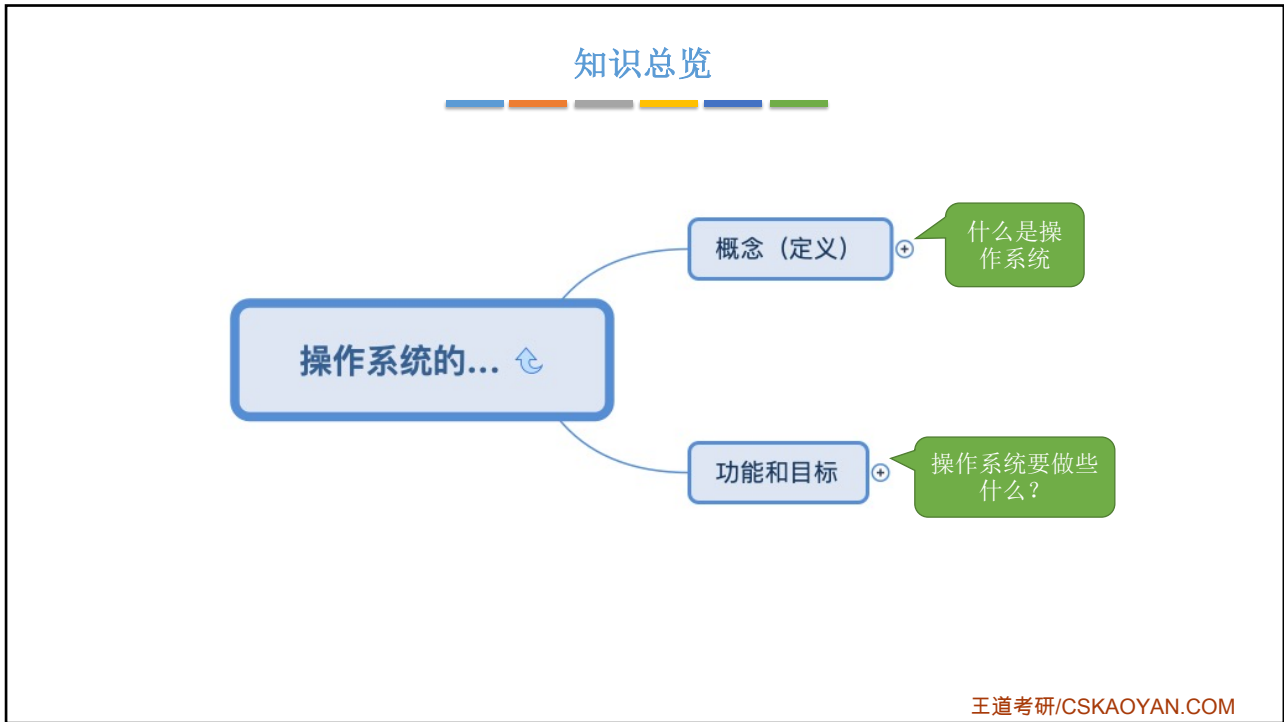 知识总览
概念（定义）
什么是操
作系统
操作系统的...
功能和目标
操作系统要做些
什么？
王道考研/CSKAOYAN.COM